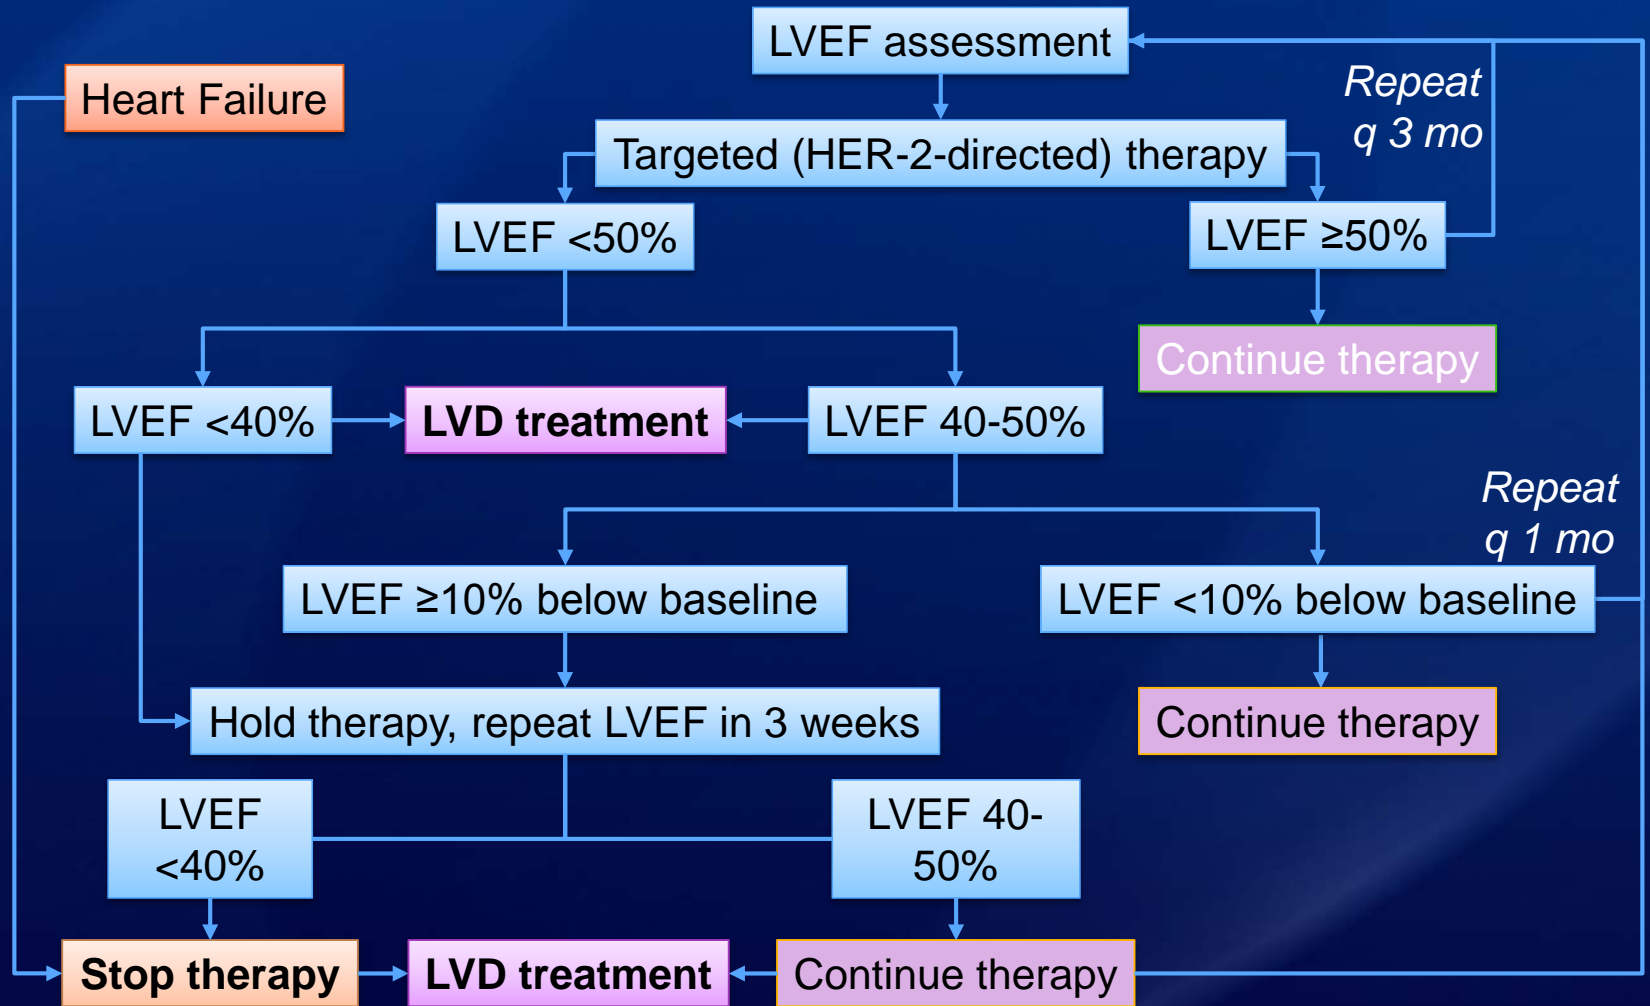 LVEF assessment
Heart Failure
Repeat
q 3 mo
Targeted (HER-2-directed) therapy
LVEF <50%
LVEF ≥50%
Continue therapy
LVEF <40%
LVD treatment
LVEF 40-50%
Repeat
q 1 mo
LVEF ≥10% below baseline
LVEF <10% below baseline
Hold therapy, repeat LVEF in 3 weeks
Continue therapy
LVEF
<40%
LVEF 40-
50%
Stop therapy
LVD treatment
Continue therapy